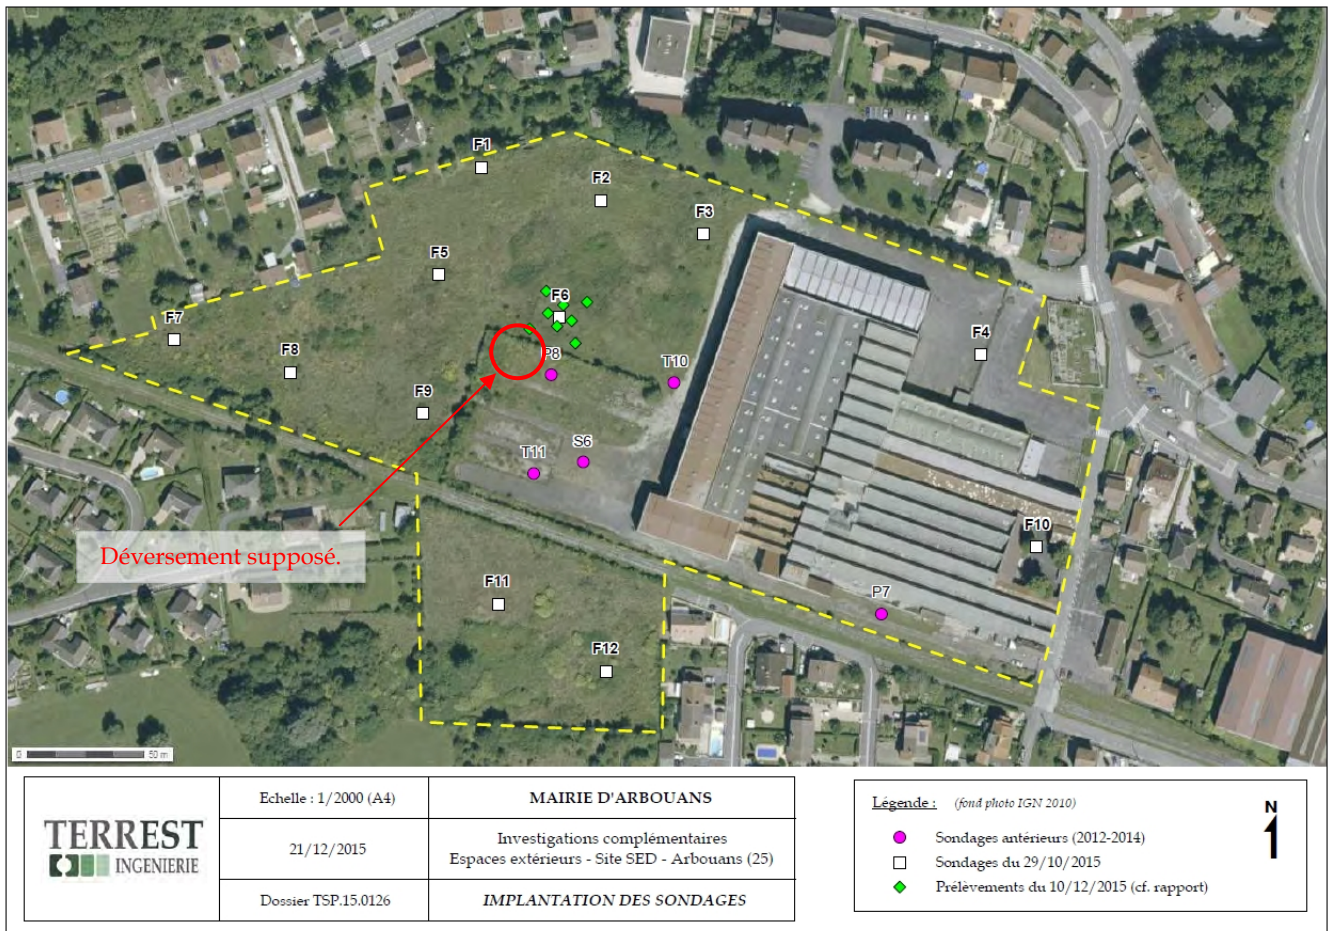 F1
F2
F3
F5
F6
F7
F4
F8
P8
T10
F9
S6
T11
F10
Déversement supposé.
F11
P7
F12
0 50 m
TERREST
INGENIERIE
Echelle : 1/2000 (A4)
MAIRIE D'ARBOUANS
21/12/2015
Investigations complémentaires
Espaces extérieurs - Site SED - Arbouans (25)
Dossier TSP.15.0126
IMPLANTATION DES SONDAGES
Légende : (fond photo IGN 2010)
N
Sondages antérieurs (2012-2014)
Sondages du 29/10/2015
Prélèvements du 10/12/2015 (cf. rapport)